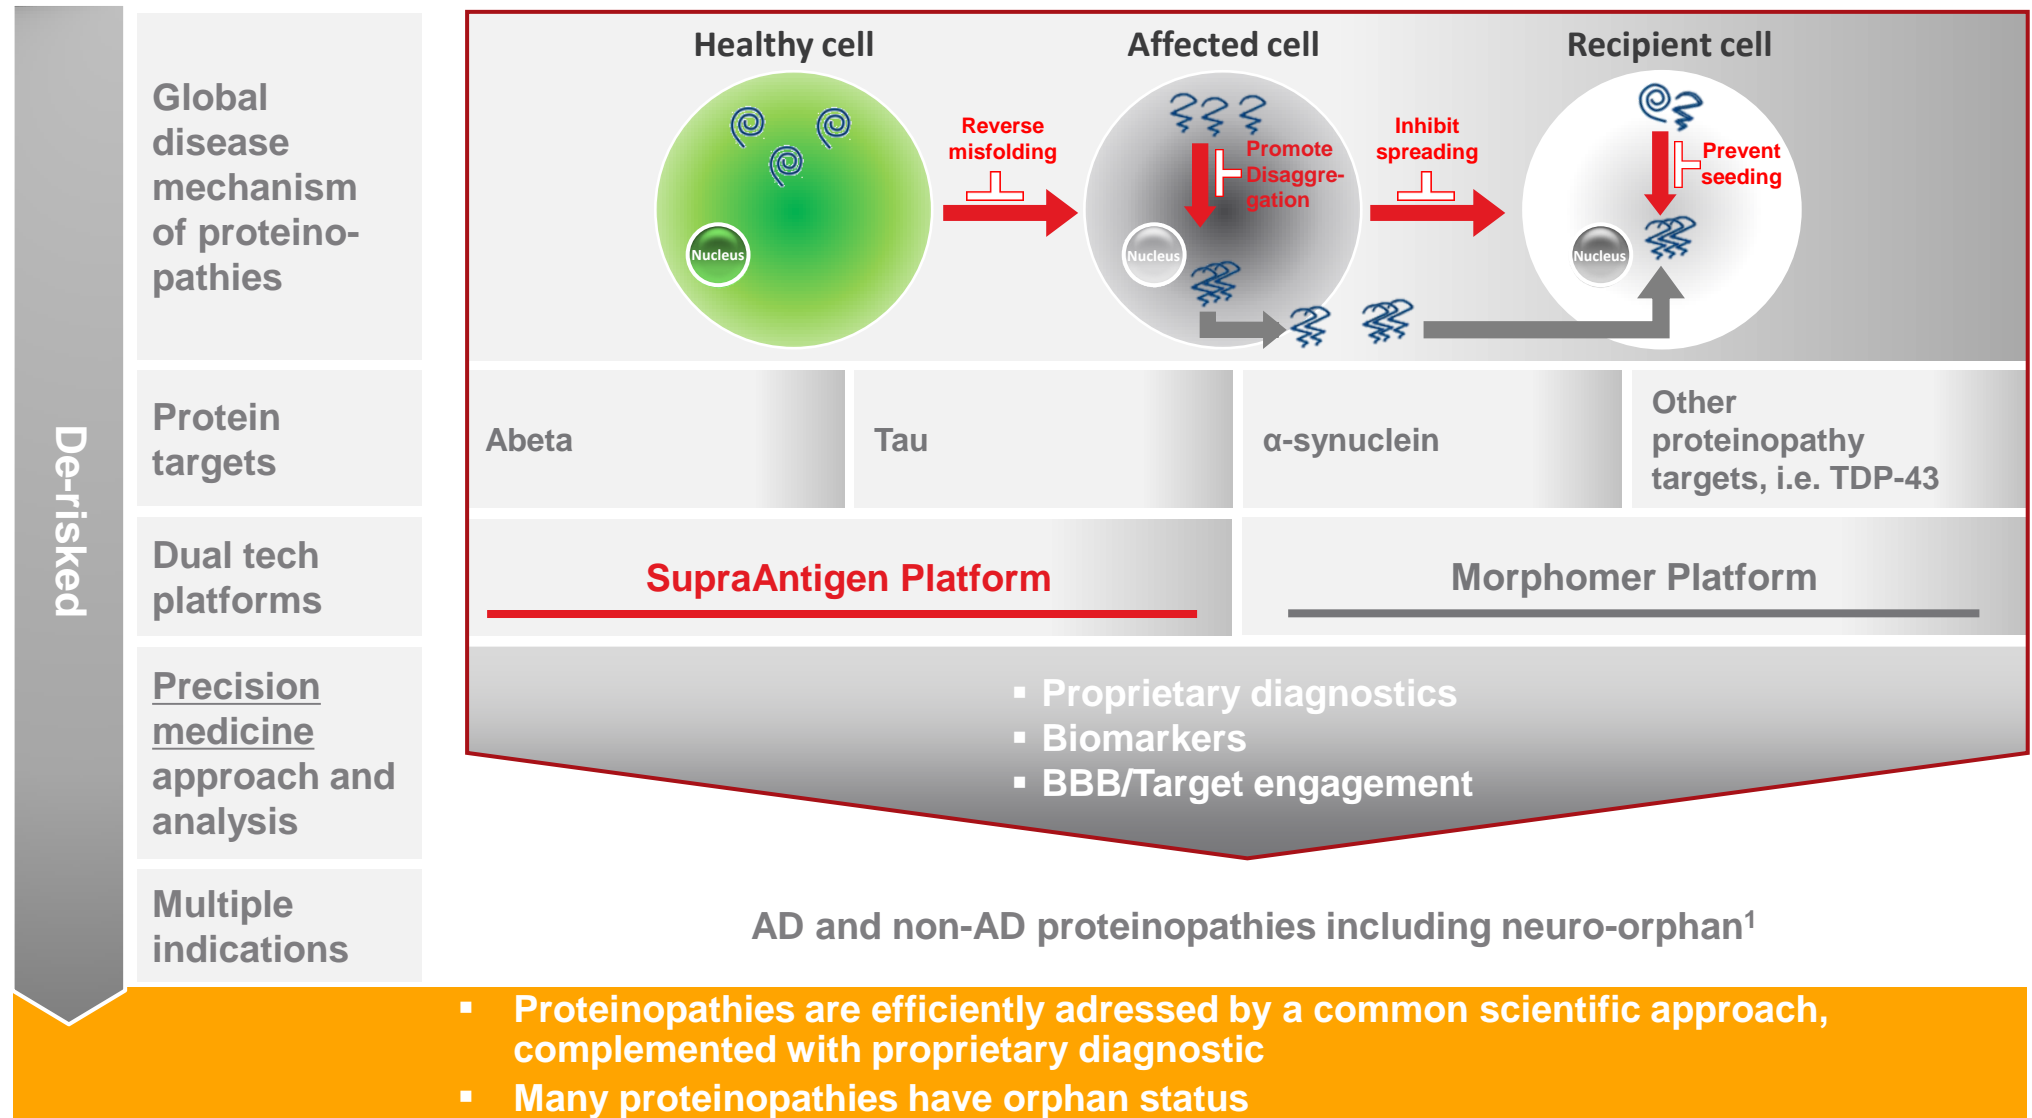 De-risked
Global
disease
mechanism
of proteino-
pathies
Healthy cell
Affected cell
Recipient cell
Reverse
misfolding
Promote
Disaggre-
gation
Inhibit
spreading
Prevent
seeding
Nucleus
Nucleus
Nucleus
Protein
targets
Abeta
Tau
α-synuclein
Other
proteinopathy
targets, i.e. TDP-43
Dual tech
platforms
SupraAntigen Platform
Morphomer Platform
Precision
medicine
approach and
analysis
▪ Proprietary diagnostics
▪ Biomarkers
▪ BBB/Target engagement
Multiple
indications
AD and non-AD proteinopathies including neuro-orphan¹
▪ Proteinopathies are efficiently adressed by a common scientific approach,
complemented with proprietary diagnostic
▪ Many proteinopathies have orphan status